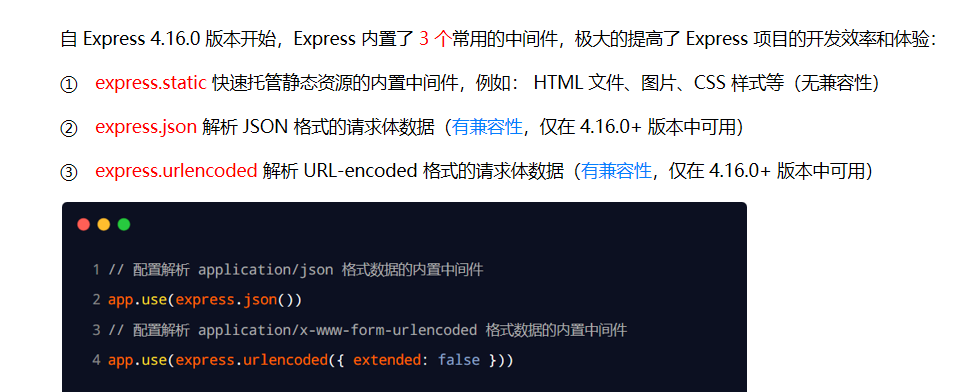 自 Express 4.16.0 版本开始，Express 内置了 3 个常用的中间件，极大的提高了 Express 项目的开发效率和体验：
① express.static 快速托管静态资源的内置中间件，例如： HTML 文件、图片、CSS 样式等（无兼容性）
② express.json 解析 JSON 格式的请求体数据（有兼容性，仅在 4.16.0+ 版本中可用）
③ express.urlencoded 解析 URL-encoded 格式的请求体数据（有兼容性，仅在 4.16.0+ 版本中可用）
1 // 配置解析 application/json 格式数据的内置中间件
2 app.use(express.json())
3 // 配置解析 application/x-www-form-urlencoded 格式数据的内置中间件
4 app.use(express.urlencoded({ extended: false }))